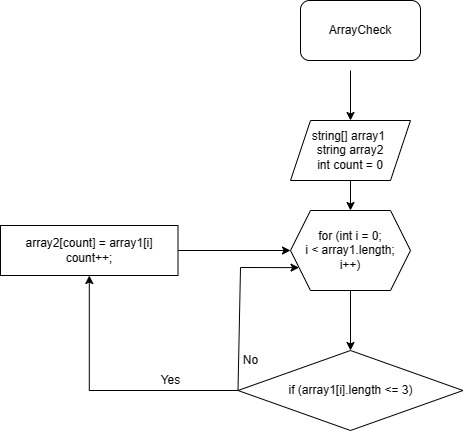 ArrayCheck
string[] array1
string array2
int count = 0
array2[count] = array1[i]
count++;
for (int i = 0;
i < array1.length;
i++)
No
Yes
if (array1[i].length <= 3)